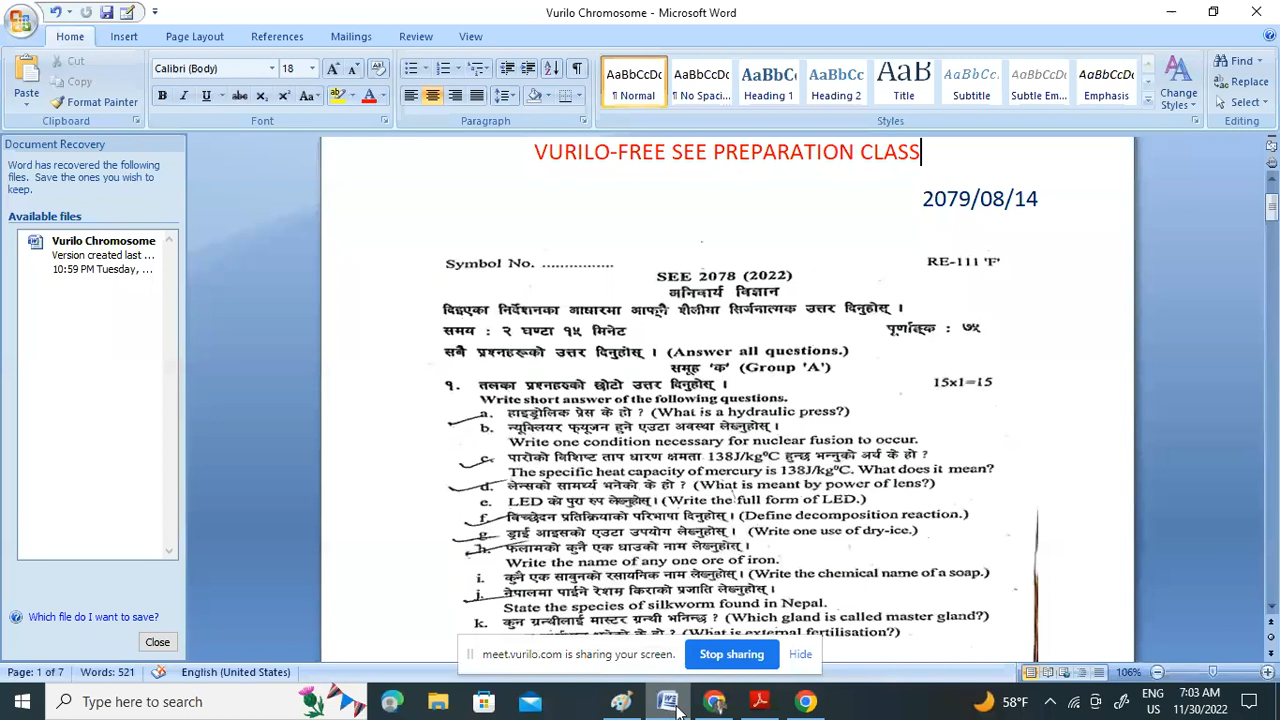 Vurilo Chromosome - Microsoft Word
Home Insert Page Layout References Mailings Review View
Paste
Cut
Copy
Format Painter
Clipboard
Calibri (Body) 18
Font
Paragraph
AaBbCcDc AaBbCcDc AaBbCc AaBbCc AaB AaBbCc. AaBbCcDc AaBbCcDc
¶ Normal ¶ No Spaci... Heading 1 Heading 2 Title Subtitle Subtle Em... Emphasis
Change Styles
Styles
Find
Replace
Select
Editing
Document Recovery
Word has recovered the following
files. Save the ones you wish to
keep.
Available files
Vurilo Chromosome
Version created last ...
10:59 PM Tuesday, ...
Which file do I want to save?
Close
VURILO-FREE SEE PREPARATION CLASS
2079/08/14
Symbol No. ...............
RE-111 'F'
SEE 2078 (2022)
अनिवार्य विज्ञान
दिइएका निर्देशनका आधारमा आफ्नै शैलीमा सिर्जनात्मक उत्तर दिनुहोस् ।
समय : २ घण्टा १५ मिनेट
पूर्णाङ्क : ७५
सबै प्रश्नहरूको उत्तर दिनुहोस् । (Answer all questions.)
समूह 'क' (Group 'A')
१. तलका प्रश्नहरुको छोटो उत्तर दिनुहोस् । 15x1=15
Write short answer of the following questions.
a. हाइड्रोलिक प्रेस के हो ? (What is a hydraulic press?)
b. न्यूक्लियर फ्यूजन हुने एउटा अवस्था लेख्नुहोस् ।
Write one condition necessary for nuclear fusion to occur.
c. पारोको विशिष्ट ताप धारण क्षमता 138J/kg⁰C हुन्छ भन्नुको अर्थ के हो ?
The specific heat capacity of mercury is 138J/kg⁰C. What does it mean?
d. लेन्सको सामर्थ्य भनेको के हो ? (What is meant by power of lens?)
e. LED को पुरा रुप लेख्नुहोस् । (Write the full form of LED.)
f. विच्छेदन प्रतिक्रियाको परिभाषा दिनुहोस् । (Define decomposition reaction.)
g. ड्राई आइसको एउटा उपयोग लेख्नुहोस् । (Write one use of dry-ice.)
h. फलामको कुनै एक धाउको नाम लेख्नुहोस् ।
Write the name of any one ore of iron.
i. कुनै एक साबुनको रसायनिक नाम लेख्नुहोस् । (Write the chemical name of a soap.)
j. नेपालमा पाईने रेशम किराको प्रजाति लेख्नुहोस् ।
State the species of silkworm found in Nepal.
k. कुन ग्रन्थीलाई मास्टर ग्रन्थी भनिन्छ ? (Which gland is called master gland?)
भनेको के हो ? (What is external fertilisation?)
meet.vurilo.com is sharing your screen. Stop sharing Hide
Page: 1 of 7 Words: 521 English (United States) 106%
Type here to search
58°F
ENG
US
7:03 AM
11/30/2022